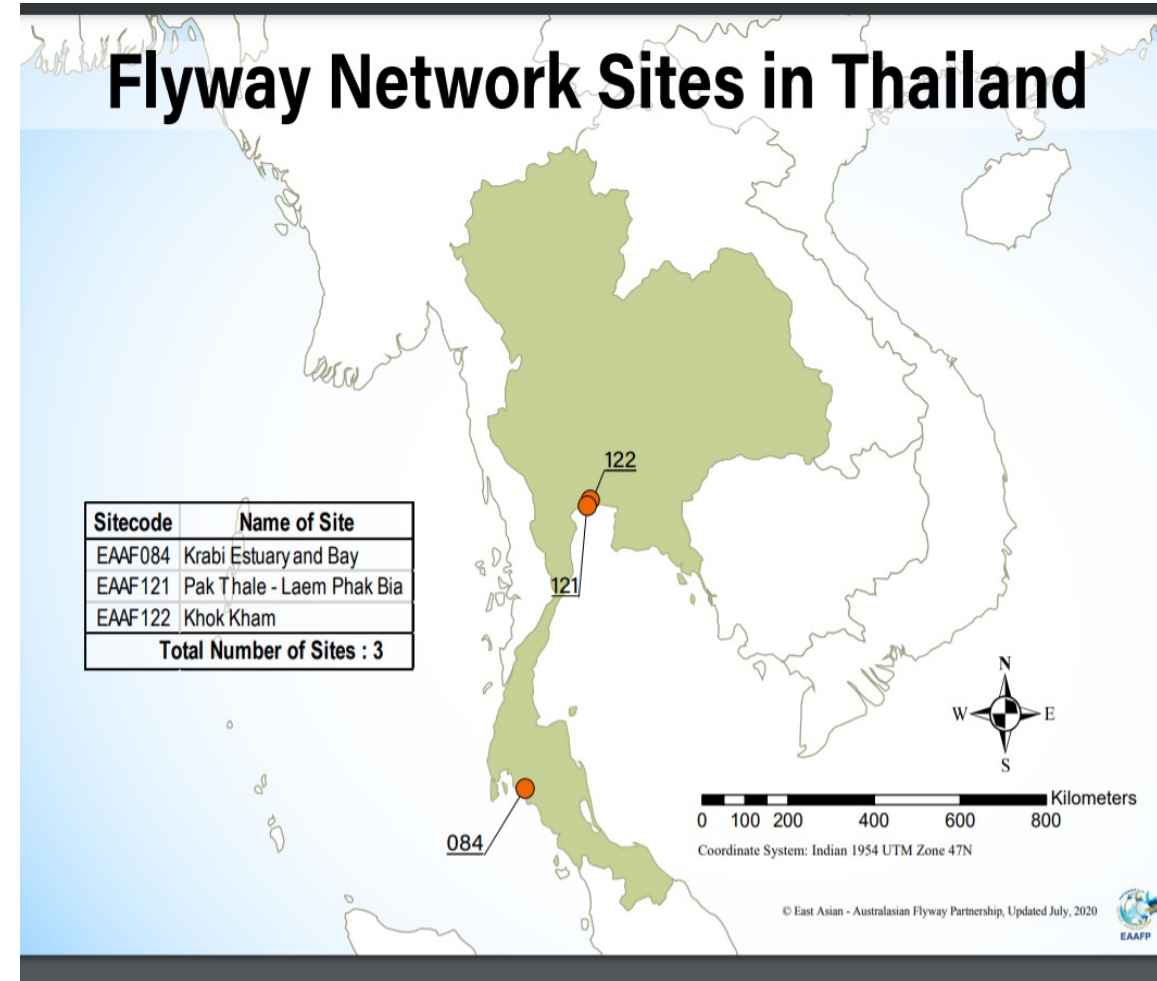 Flyway Network Sites in Thailand
122
121
084
Sitecode Name of Site
EAAF084 Krabi Estuary and Bay
EAAF121 Pak Thale - Laem Phak Bia
EAAF122 Khok Kham
Total Number of Sites : 3
N
W E
S
Kilometers
0 100 200 400 600 800
Coordinate System: Indian 1954 UTM Zone 47N
© East Asian - Australasian Flyway Partnership, Updated July, 2020
EAAFP